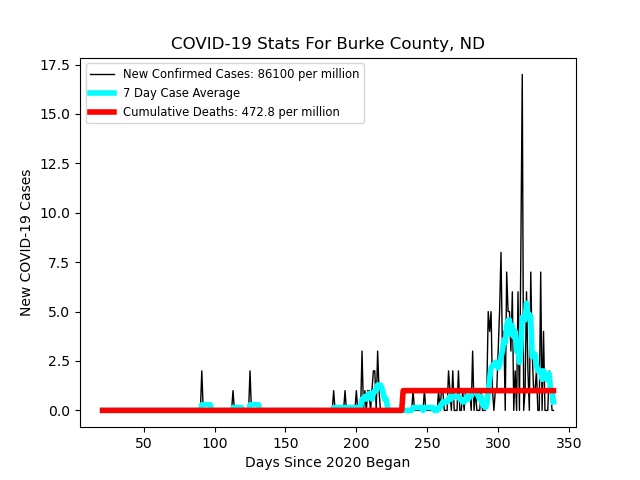 COVID-19 Stats For Burke County, ND
New Confirmed Cases: 86100 per million
7 Day Case Average
Cumulative Deaths: 472.8 per million
New COVID-19 Cases
17.5
15.0
12.5
10.0
7.5
5.0
2.5
0.0
50 100 150 200 250 300 350
Days Since 2020 Began